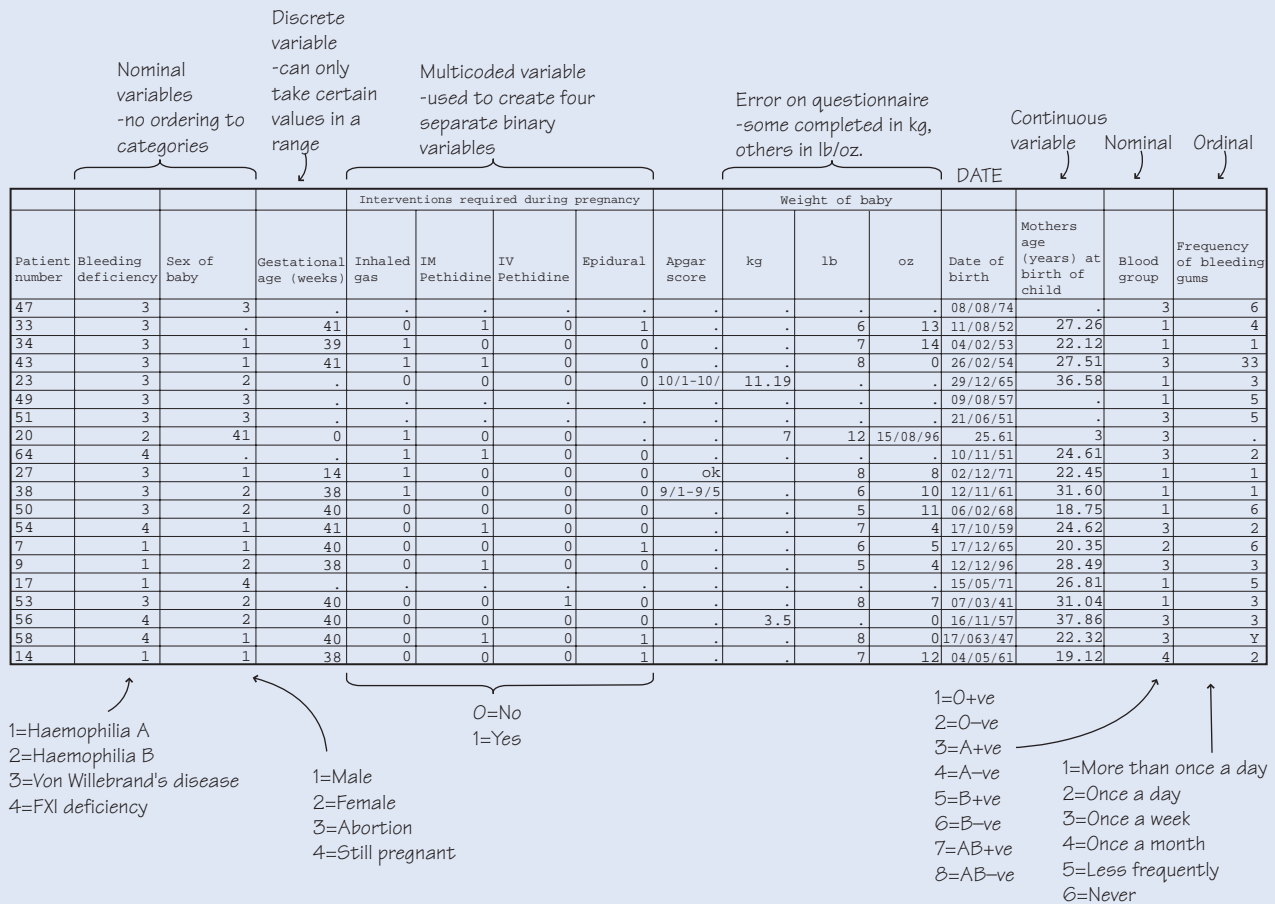 Nominal
variables
-no ordering to
categories
Discrete
variable
-can only
take certain
values in a
range
Multicoded variable
-used to create four
separate binary
variables
Error on questionnaire
-some completed in kg,
others in lb/oz.
DATE
Continuous
variable
Nominal
Ordinal
Interventions required during pregnancy
Weight of baby
Patient
number
Bleeding
deficiency
Sex of
baby
Gestational
age (weeks)
Inhaled
gas
IM
Pethidine
IV
Pethidine
Epidural
Apgar
score
kg
lb
oz
Date of
birth
Mothers
age
(years) at
birth of
child
Blood
group
Frequency
of bleeding
gums
47 3 3 . . . . . . . . . 08/08/74 . 3 6
33 3 . 41 0 1 0 1 . . 6 13 11/08/52 27.26 1 4
34 3 1 39 1 0 0 0 . . 7 14 04/02/53 22.12 1 1
43 3 1 41 1 1 0 0 . . 8 0 26/02/54 27.51 3 33
23 3 2 . 0 0 0 0 10/1-10/ 11.19 . . 29/12/65 36.58 1 3
49 3 3 . . . . . . . . . 09/08/57 . 1 5
51 3 3 . . . . . . . . . 21/06/51 . 3 5
20 2 41 0 1 0 0 . . 7 12 15/08/96 25.61 3 3 .
64 4 . . 1 1 0 0 . . . . 10/11/51 24.61 3 2
27 3 1 14 1 0 0 0 ok . 8 8 02/12/71 22.45 1 1
38 3 2 38 1 0 0 0 9/1-9/5 . 6 10 12/11/61 31.60 1 1
50 3 2 40 0 0 0 0 . . 5 11 06/02/68 18.75 1 6
54 4 1 41 0 1 0 0 . . 7 4 17/10/59 24.62 3 2
7 1 1 40 0 0 0 1 . . 6 5 17/12/65 20.35 2 6
9 1 2 38 0 1 0 0 . . 5 4 12/12/96 28.49 3 3
17 1 4 . . . . . . . . . 15/05/71 26.81 1 5
53 3 2 40 0 0 1 0 . . 8 7 07/03/41 31.04 1 3
56 4 2 40 0 0 0 0 . 3.5 . 0 16/11/57 37.86 3 3
58 4 1 40 0 1 0 1 . . 8 0 17/063/47 22.32 3 Y
14 1 1 38 0 0 0 1 . . 7 12 04/05/61 19.12 4 2
1=Haemophilia A
2=Haemophilia B
3=Von Willebrand's disease
4=FXI deficiency
1=Male
2=Female
3=Abortion
4=Still pregnant
0=No
1=Yes
1=O+ve
2=O–ve
3=A+ve
4=A–ve
5=B+ve
6=B–ve
7=AB+ve
8=AB–ve
1=More than once a day
2=Once a day
3=Once a week
4=Once a month
5=Less frequently
6=Never